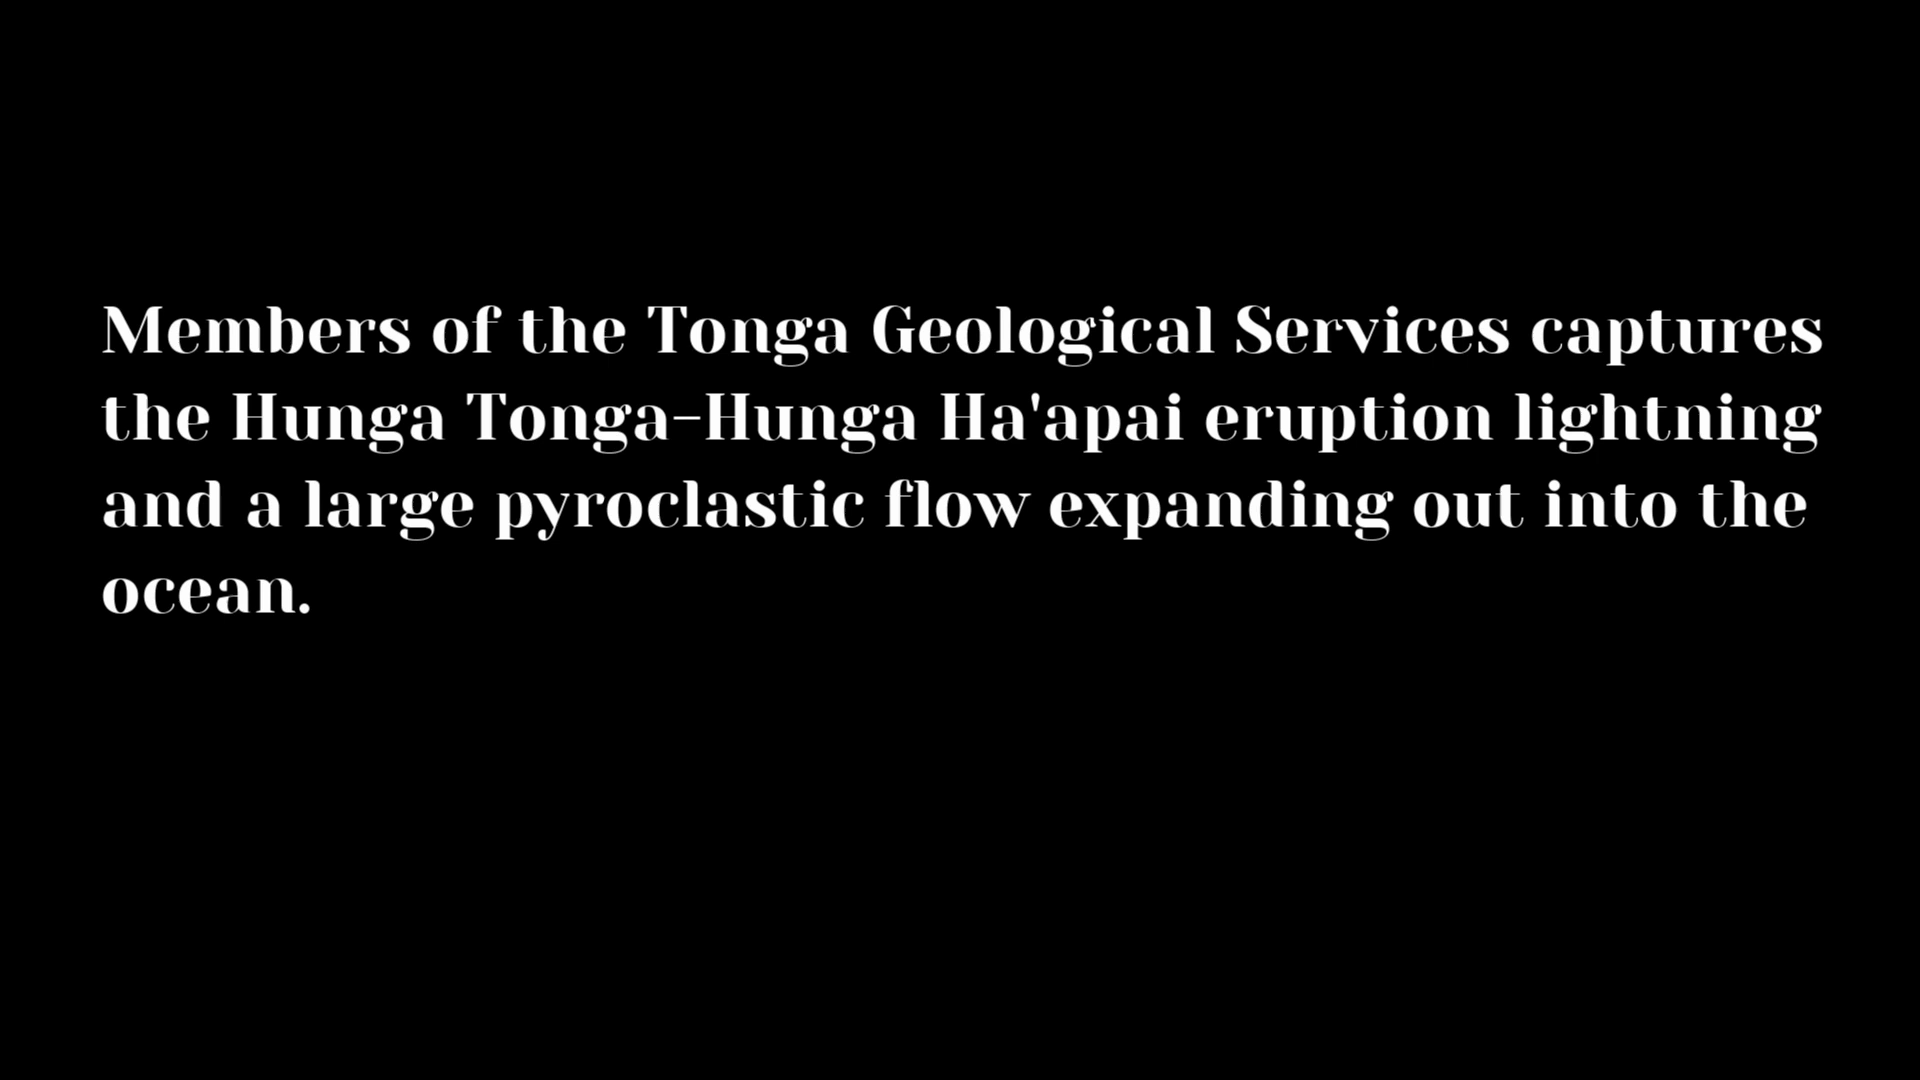 Members of the Tonga Geological Services captures
the Hunga Tonga-Hunga Ha'apai eruption lightning
and a large pyroclastic flow expanding out into the
ocean.